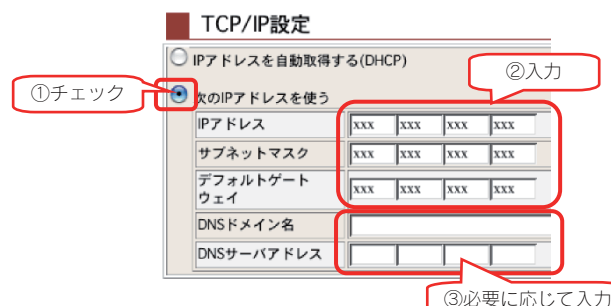 TCP/IP設定
IPアドレスを自動取得する(DHCP)
②入力
①チェック
次のIPアドレスを使う
IPアドレス xxx xxx xxx xxx
サブネットマスク xxx xxx xxx xxx
デフォルトゲート
ウェイ xxx xxx xxx xxx
DNSドメイン名
DNSサーバアドレス
③必要に応じて入力